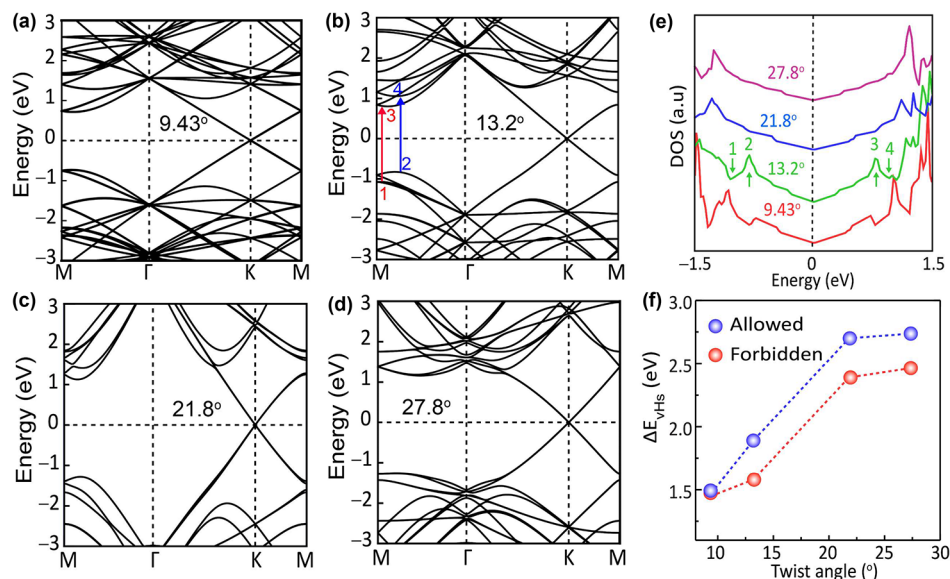 (a)
3
2
1
0
−1
−2
−3
Energy (eV)
9.43°
M Γ K M
(b)
3
2
1
0
−1
−2
−3
Energy (eV)
4
3
13.2°
2
1
M Γ K M
(c)
3
2
1
0
−1
−2
−3
Energy (eV)
21.8°
M Γ K M
(d)
3
2
1
0
−1
−2
−3
Energy (eV)
27.8°
M Γ K M
(e)
DOS (a.u)
27.8°
21.8°
1 2 13.2° 3 4
9.43°
−1.5 0 1.5
Energy (eV)
(f)
3.0
2.5
2.0
1.5
ΔEvHs (eV)
Allowed
Forbidden
10 15 20 25 30
Twist angle (°)